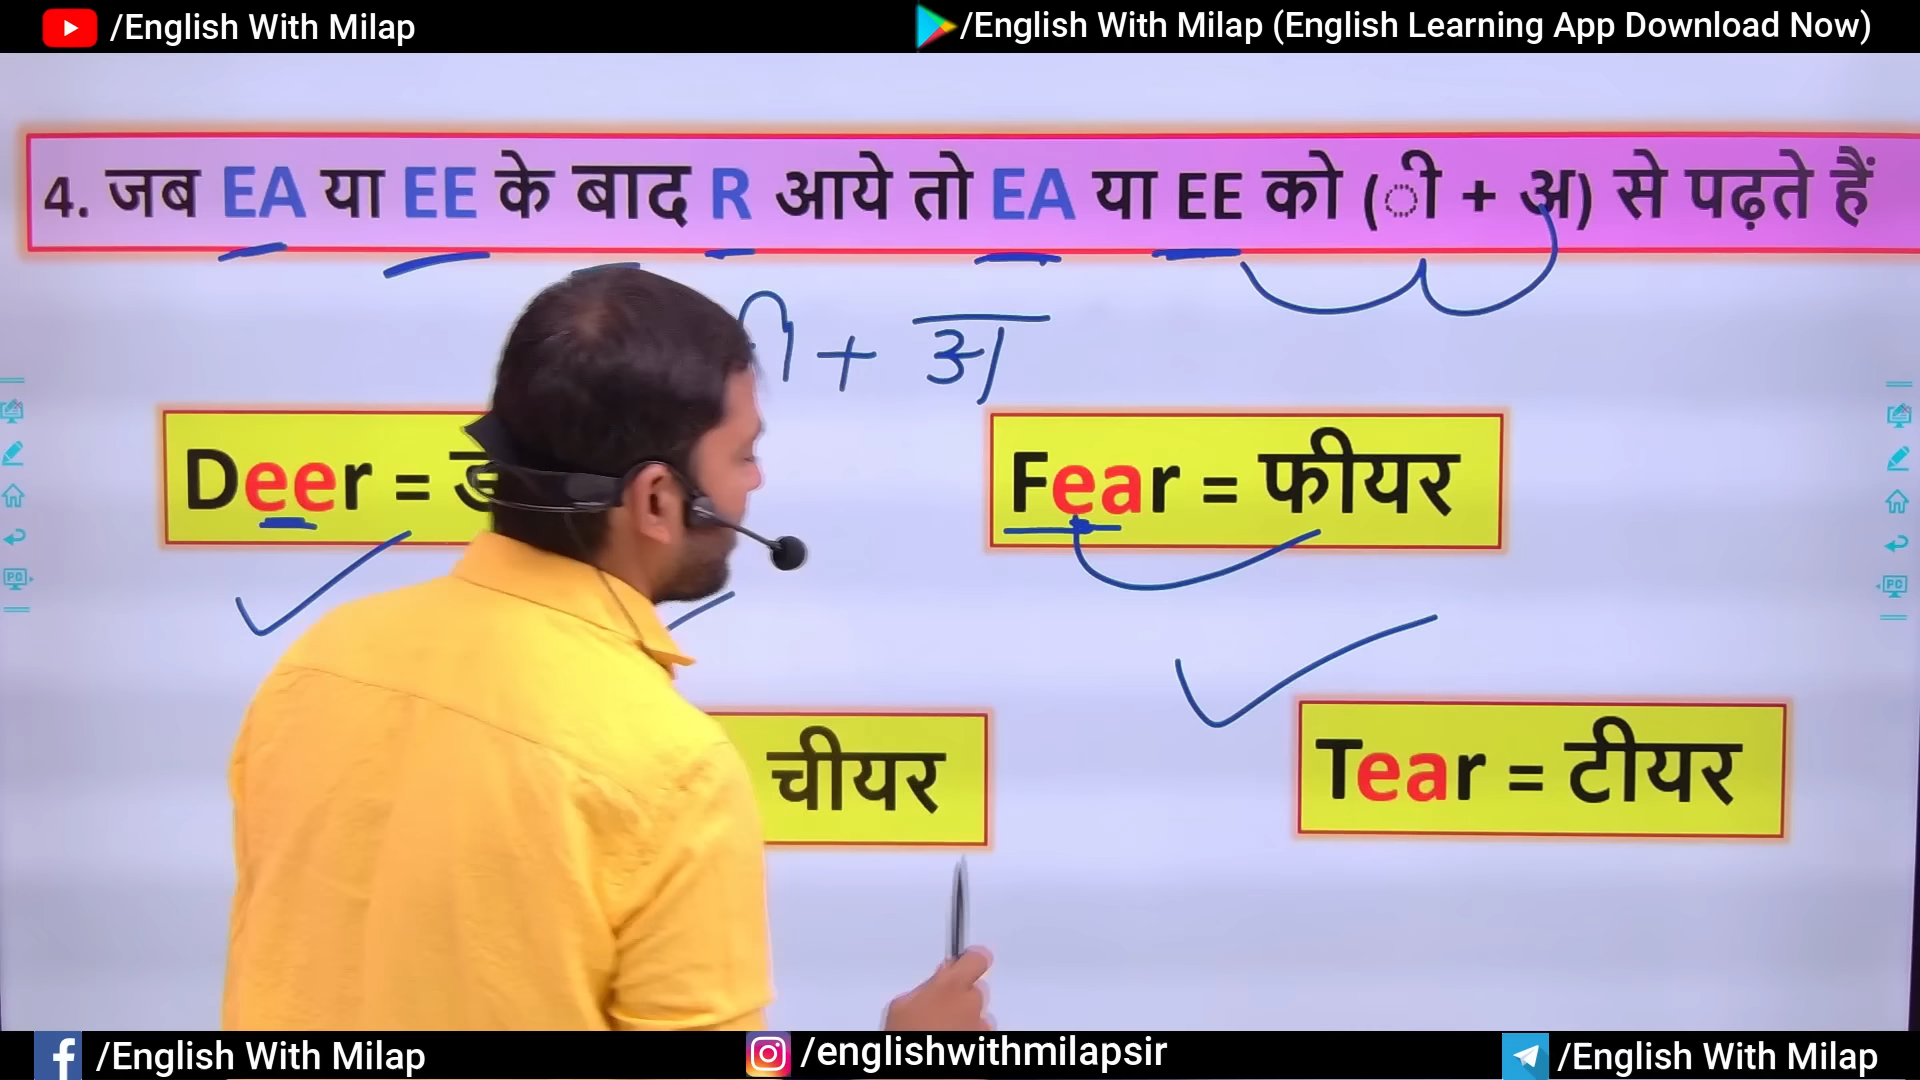 /English With Milap
/English With Milap (English Learning App Download Now)
4. जब EA या EE के बाद R आये तो EA या EE को (ी + अ) से पढ़ते हैं
ी + अ
Deer =
Fear = फीयर
चीयर
Tear = टीयर
/English With Milap
/englishwithmilapsir
/English With Milap